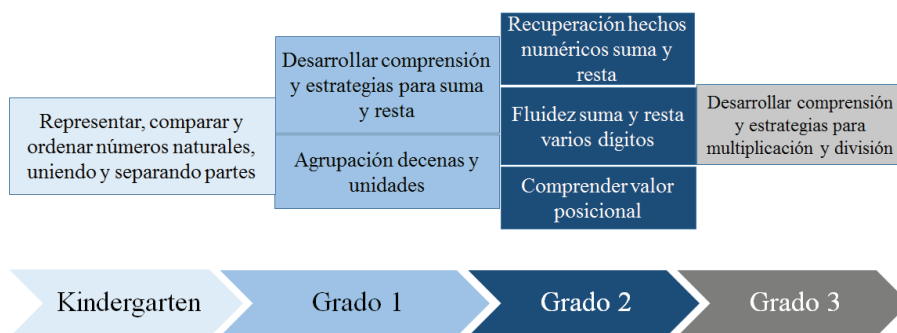 Representar, comparar y
ordenar números naturales,
uniendo y separando partes
Desarrollar comprensión
y estrategias para suma
y resta
Agrupación decenas y
unidades
Recuperación hechos
numéricos suma y
resta
Fluidez suma y resta
varios dígitos
Comprender valor
posicional
Desarrollar comprensión
y estrategias para
multiplicación y división
Kindergarten
Grado 1
Grado 2
Grado 3